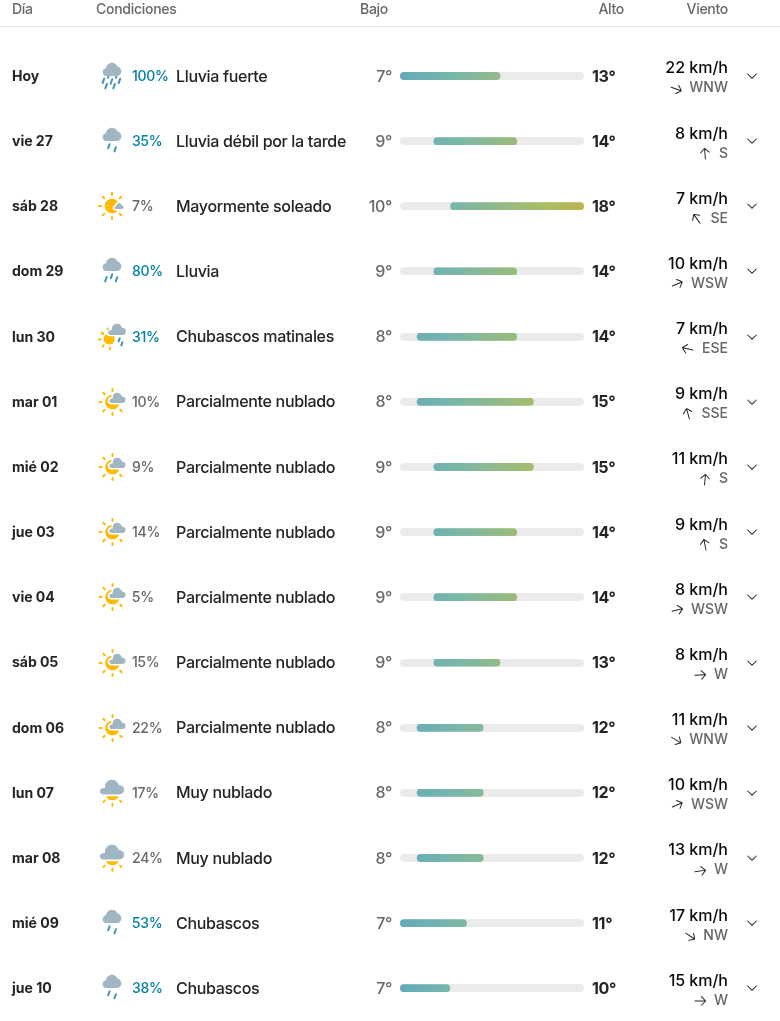 Día Condiciones Bajo Alto Viento
Hoy 100% Lluvia fuerte 7° 13° 22 km/h
WNW
vie 27 35% Lluvia débil por la tarde 9° 14° 8 km/h
S
sáb 28 7% Mayormente soleado 10° 18° 7 km/h
SE
dom 29 80% Lluvia 9° 14° 10 km/h
WSW
lun 30 31% Chubascos matinales 8° 14° 7 km/h
ESE
mar 01 10% Parcialmente nublado 8° 15° 9 km/h
SSE
mié 02 9% Parcialmente nublado 9° 15° 11 km/h
S
jue 03 14% Parcialmente nublado 9° 14° 9 km/h
S
vie 04 5% Parcialmente nublado 9° 14° 8 km/h
WSW
sáb 05 15% Parcialmente nublado 9° 13° 8 km/h
W
dom 06 22% Parcialmente nublado 8° 12° 11 km/h
WNW
lun 07 17% Muy nublado 8° 12° 10 km/h
WSW
mar 08 24% Muy nublado 8° 12° 13 km/h
W
mié 09 53% Chubascos 7° 11° 17 km/h
NW
jue 10 38% Chubascos 7° 10° 15 km/h
W